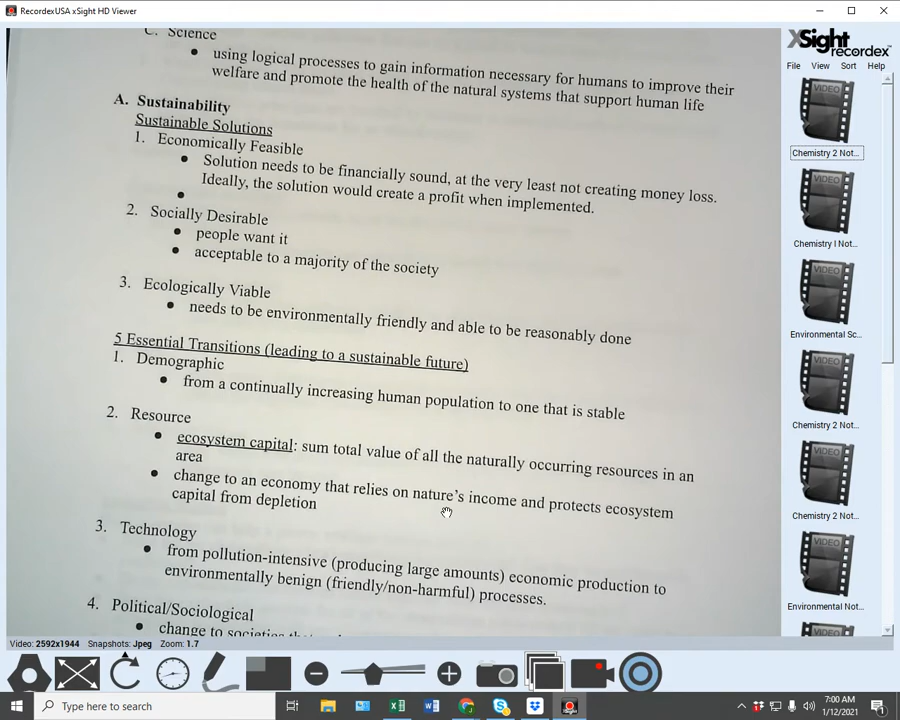 RecordexUSA xSight HD Viewer
C. Science
• using logical processes to gain information necessary for humans to improve their
welfare and promote the health of the natural systems that support human life
A. Sustainability
Sustainable Solutions
1. Economically Feasible
• Solution needs to be financially sound, at the very least not creating money loss.
Ideally, the solution would create a profit when implemented.
•
2. Socially Desirable
• people want it
• acceptable to a majority of the society
3. Ecologically Viable
• needs to be environmentally friendly and able to be reasonably done
5 Essential Transitions (leading to a sustainable future)
1. Demographic
• from a continually increasing human population to one that is stable
2. Resource
• ecosystem capital: sum total value of all the naturally occurring resources in an
area
• change to an economy that relies on nature's income and protects ecosystem
capital from depletion
3. Technology
• from pollution-intensive (producing large amounts) economic production to
environmentally benign (friendly/non-harmful) processes.
4. Political/Sociological
• change to societies
XSight
recordex
File View Sort Help
VIDEO
Chemistry 2 Not...
VIDEO
Chemistry I Not...
VIDEO
Environmental Sc...
VIDEO
Chemistry 2 Not...
VIDEO
Chemistry 2 Not...
VIDEO
Environmental Not...
VIDEO
Video: 2592x1944 Snapshots: Jpeg Zoom: 1.7
Type here to search
7:00 AM
1/12/2021